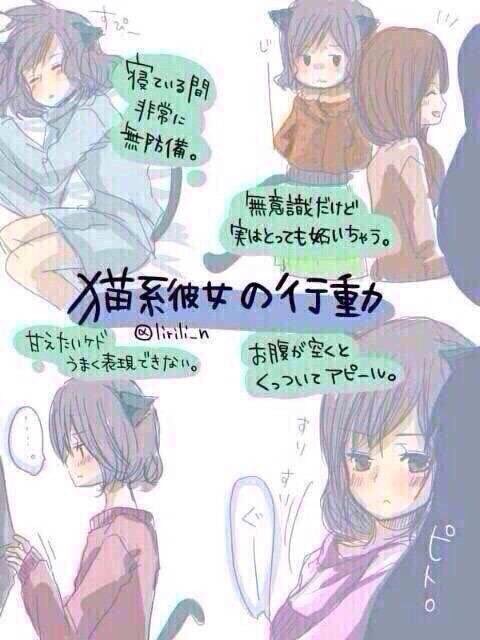 すぴー
寝ている間
非常に
無防備。
じ
無意識だけど
実はとっても妬いちゃう。
猫系彼女の行動
@lirili_n
甘えたいケド
うまく表現できない。
お腹が空くと
くっついてアピール。
・・・。
すり
すり
ぐ〜
ピト。